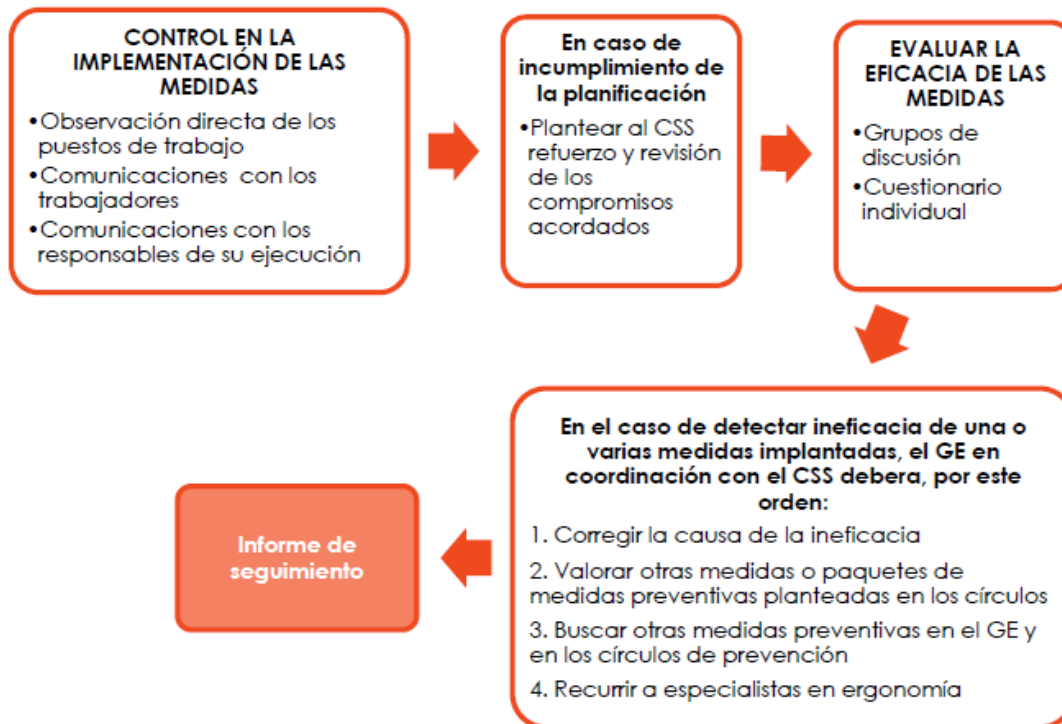 CONTROL EN LA
IMPLEMENTACIÓN DE LAS
MEDIDAS
•Observación directa de los
puestos de trabajo
•Comunicaciones con los
trabajadores
•Comunicaciones con los
responsables de su ejecución
En caso de
incumplimiento de
la planificación
•Plantear al CSS
refuerzo y revisión
de los
compromisos
acordados
EVALUAR LA
EFICACIA DE LAS
MEDIDAS
•Grupos de
discusión
•Cuestionario
individual
En el caso de detectar ineficacia de una o
varias medidas implantadas, el GE en
coordinación con el CSS debera, por este
orden:
1. Corregir la causa de la ineficacia
2. Valorar otras medidas o paquetes de
medidas preventivas planteadas en los círculos
3. Buscar otras medidas preventivas en el GE y
en los círculos de prevención
4. Recurrir a especialistas en ergonomía
Informe de
seguimiento